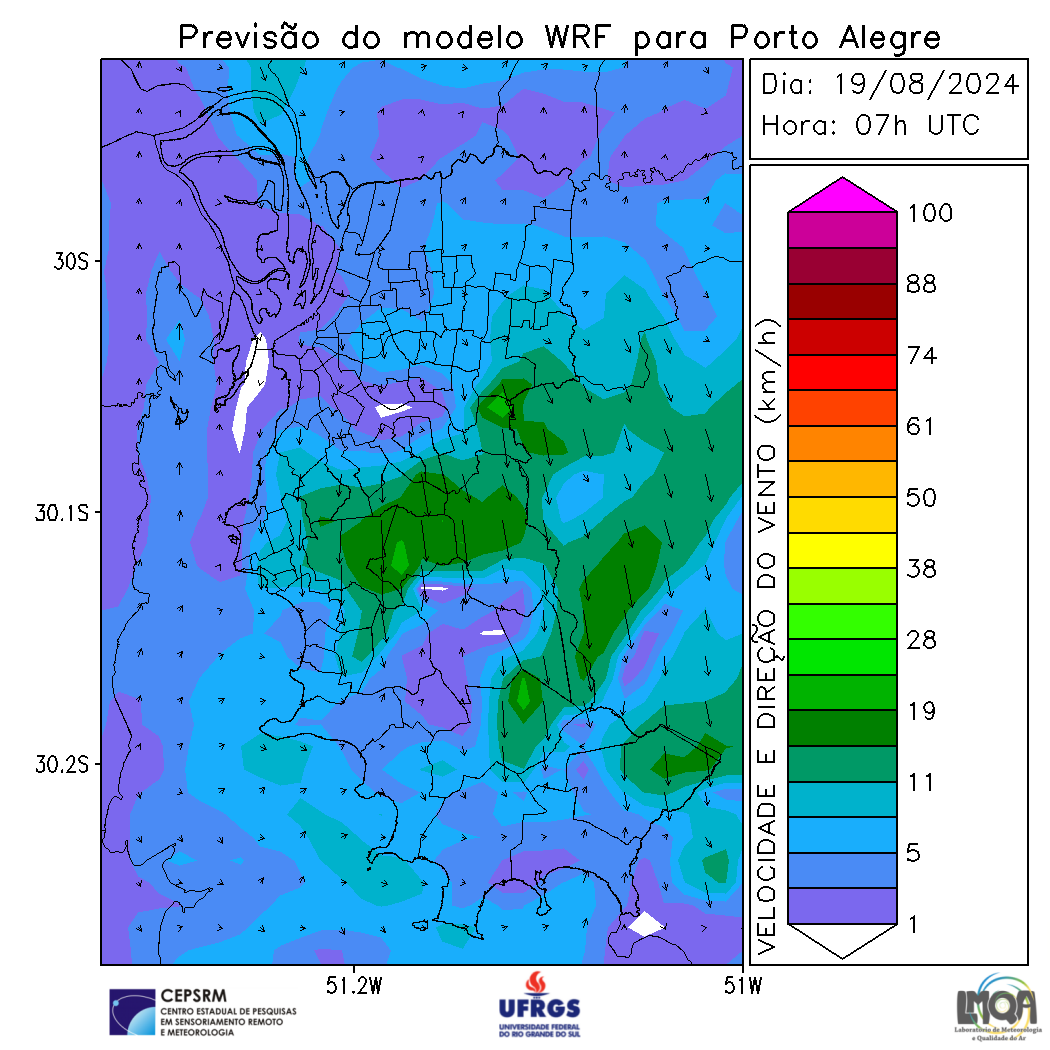 Previsão do modelo WRF para Porto Alegre
Dia: 19/08/2024
Hora: 07h UTC
30S
30.1S
30.2S
51.2W
51W
VELOCIDADE E DIREÇÃO DO VENTO (km/h)
100
88
74
61
50
38
28
19
11
5
1
CEPSRM
CENTRO ESTADUAL DE PESQUISAS
EM SENSORIAMENTO REMOTO
E METEOROLOGIA
UFRGS
UNIVERSIDADE FEDERAL
DO RIO GRANDE DO SUL
LMQA
Laboratório de Meteorologia
e Qualidade do Ar